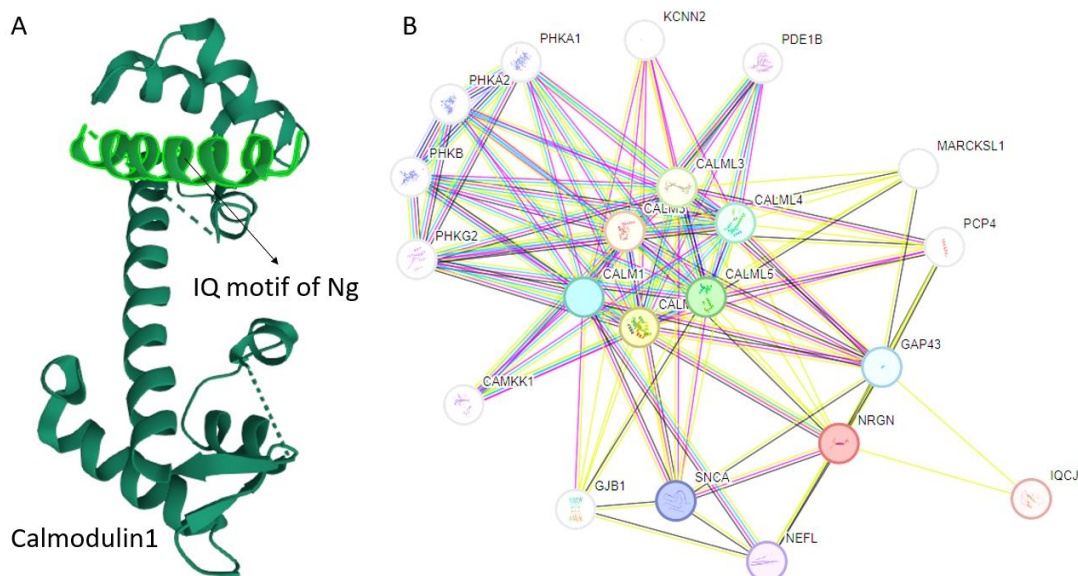 A
IQ motif of Ng
Calmodulin1
B
KCNN2
PHKA1
PDE1B
PHKA2
PHKB
CALML3
MARCKSL1
CALML4
PCP4
PHKG2
CALM1
CALML5
GAP43
CAMKK1
NRGN
GJB1
SNCA
IQCJ
NEFL